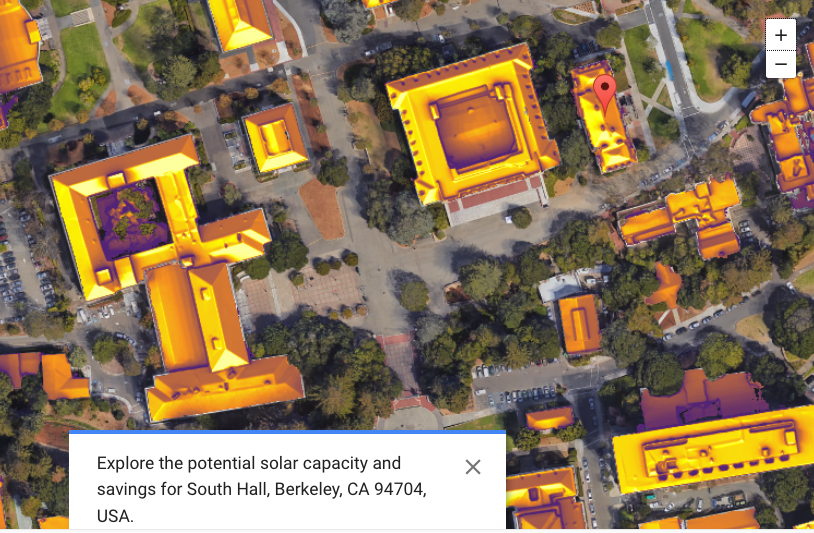 +
−
Explore the potential solar capacity and
savings for South Hall, Berkeley, CA 94704,
USA.